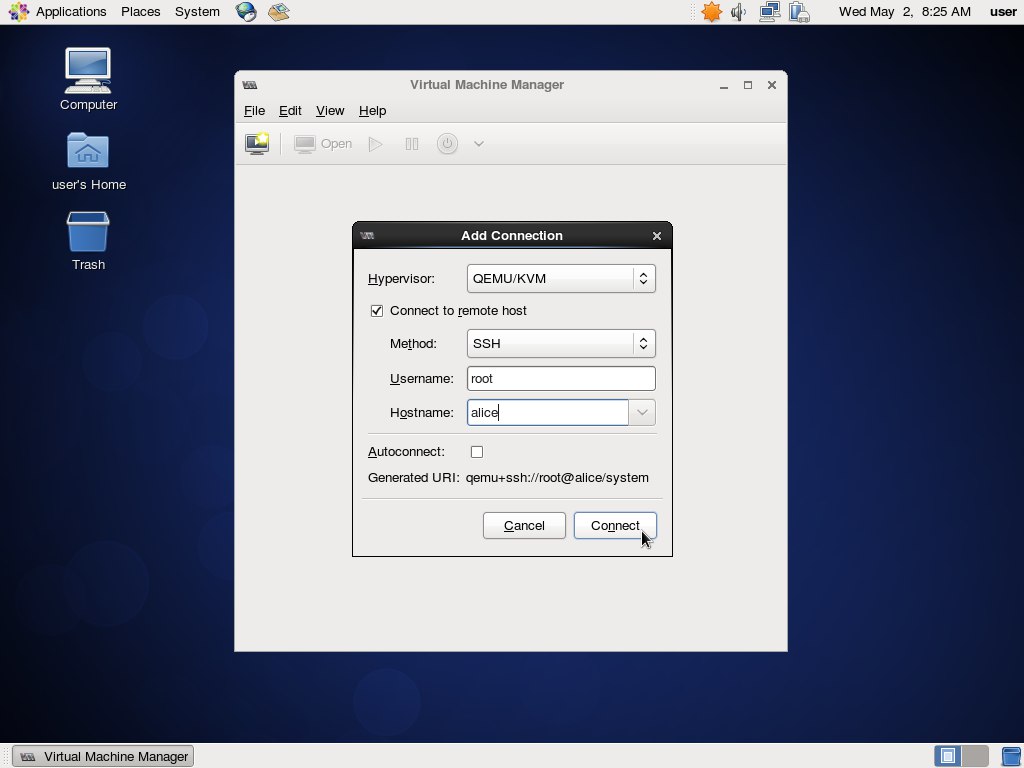 Applications Places System Wed May 2, 8:25 AM user
Computer
user's Home
Trash
Virtual Machine Manager
File Edit View Help
Open
Add Connection
Hypervisor: QEMU/KVM
Connect to remote host
Method: SSH
Username: root
Hostname: alice
Autoconnect:
Generated URI: qemu+ssh://root@alice/system
Cancel Connect
Virtual Machine Manager